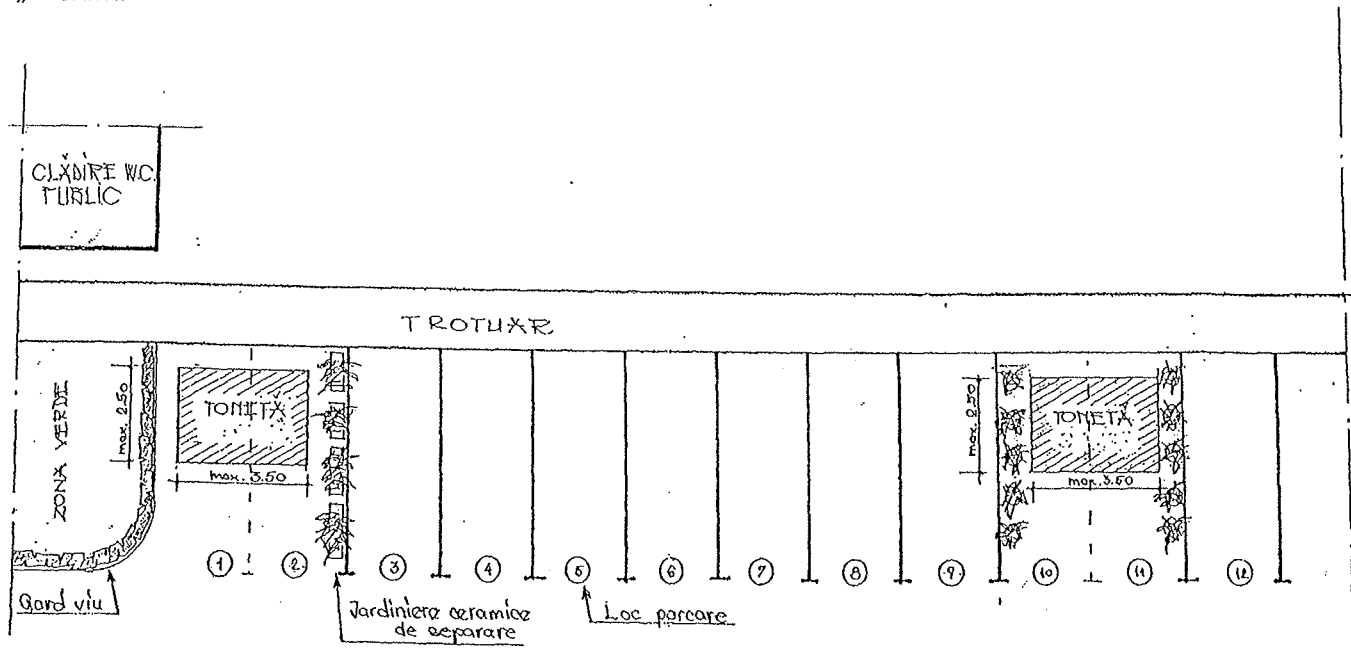 CLĂDIRE W.C.
PUBLIC
TROTUAR
ZONA VERDE
max. 2.50
TONETĂ
max. 3.50
max. 2.50
TONETĂ
max. 3.50
1 2 3 4 5 6 7 8 9 10 11 12
Gard viu
Jardiniere ceramice
de separare
Loc parcare